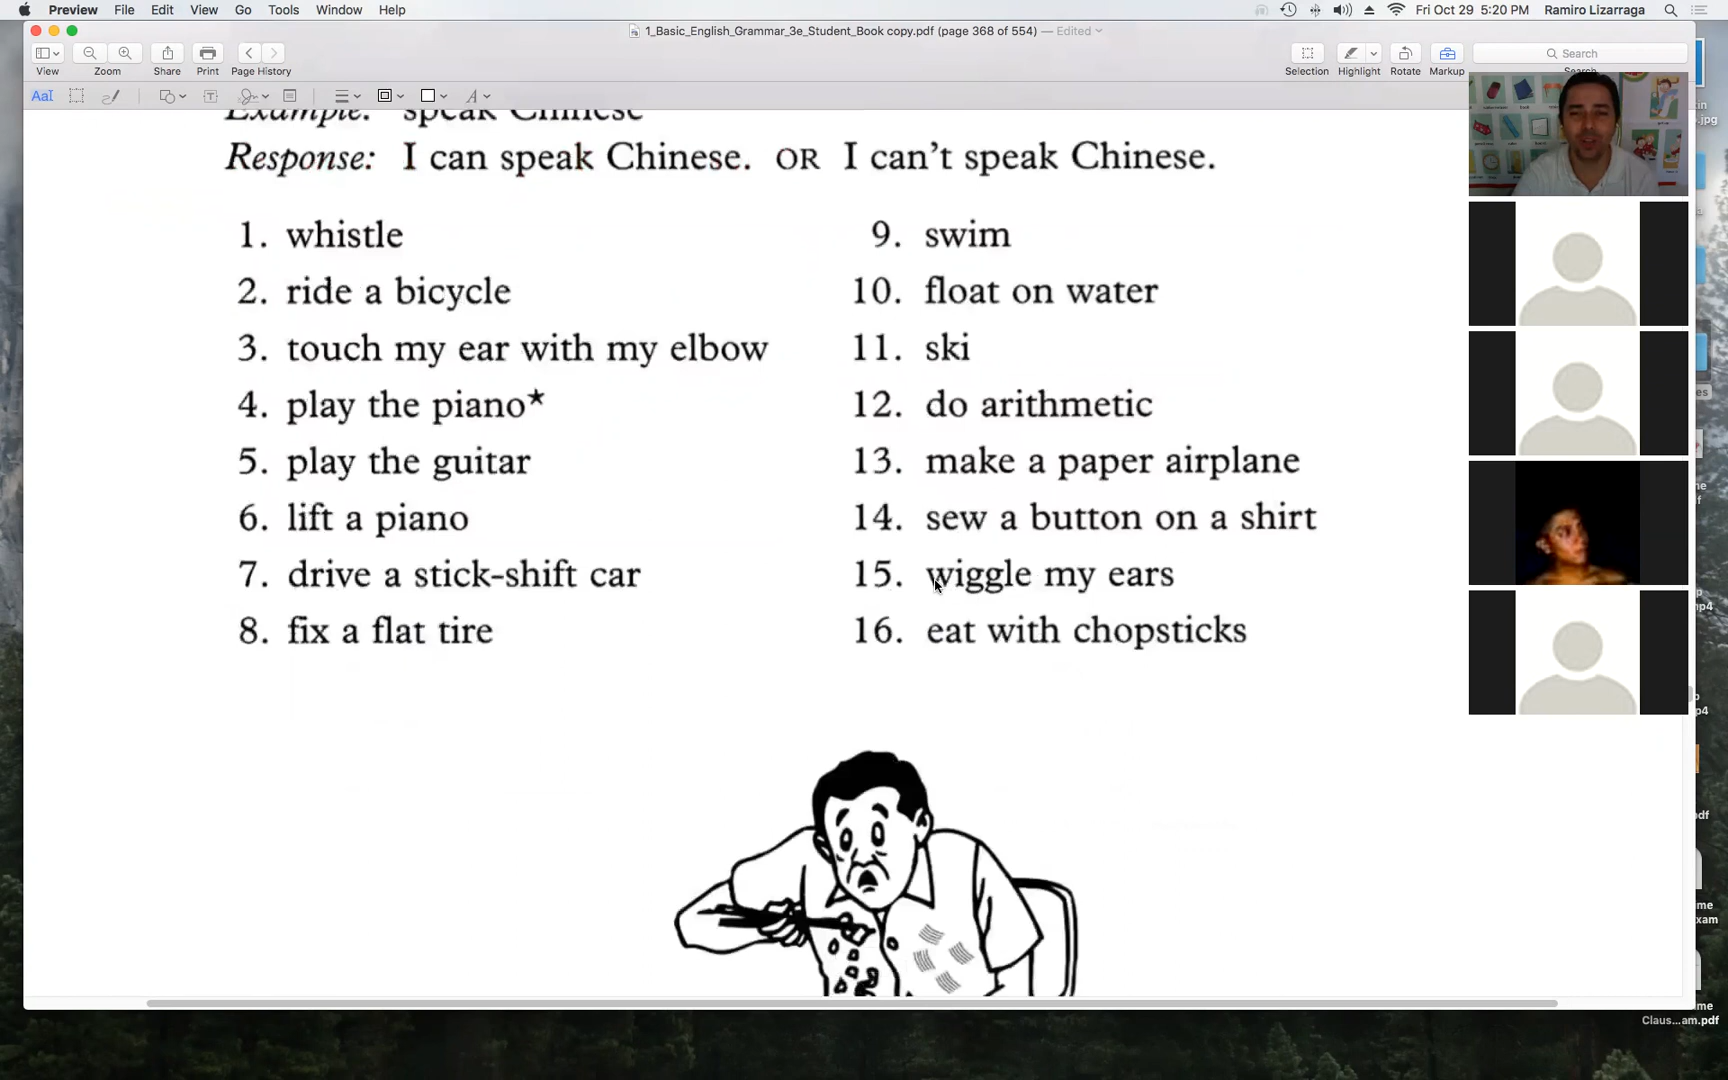 Preview File Edit View Go Tools Window Help
Fri Oct 29 5:20 PM Ramiro Lizarraga
1_Basic_English_Grammar_3e_Student_Book copy.pdf (page 368 of 554) — Edited
View Zoom Share Print Page History
Selection Highlight Rotate Markup Search
Search
Example: speak Chinese
Response: I can speak Chinese. OR I can't speak Chinese.
1. whistle
2. ride a bicycle
3. touch my ear with my elbow
4. play the piano*
5. play the guitar
6. lift a piano
7. drive a stick-shift car
8. fix a flat tire
9. swim
10. float on water
11. ski
12. do arithmetic
13. make a paper airplane
14. sew a button on a shirt
15. wiggle my ears
16. eat with chopsticks
Claus...am.pdf